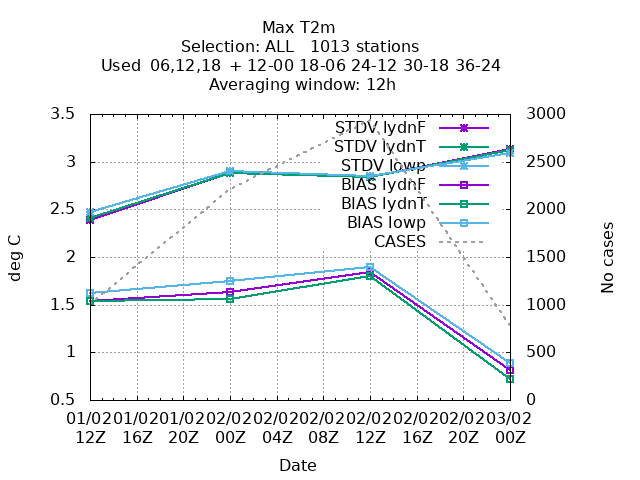 Max T2m
Selection: ALL   1013 stations
Used  06,12,18  + 12-00 18-06 24-12 30-18 36-24
Averaging window: 12h
3.5
3
2.5
2
1.5
1
0.5
deg C
3000
2500
2000
1500
1000
500
0
No cases
STDV lydnF
STDV lydnT
STDV lowp
BIAS lydnF
BIAS lydnT
BIAS lowp
CASES
01/02 01/02 01/02 02/02 02/02 02/02 02/02 02/02 02/02 03/02
12Z 16Z 20Z 00Z 04Z 08Z 12Z 16Z 20Z 00Z
Date